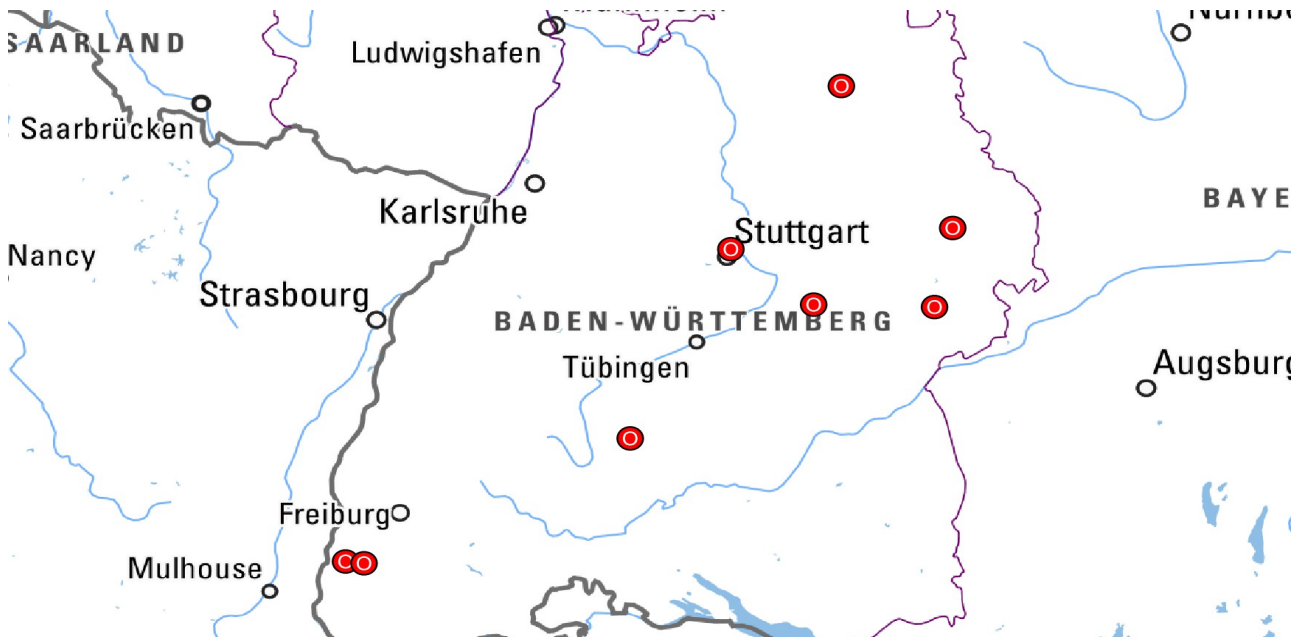 SAARLAND
Ludwigshafen
Saarbrücken
Karlsruhe
BAYE
Stuttgart
Nancy
Strasbourg
BADEN-WÜRTTEMBERG
Tübingen
Augsburg
Freiburg
Mulhouse